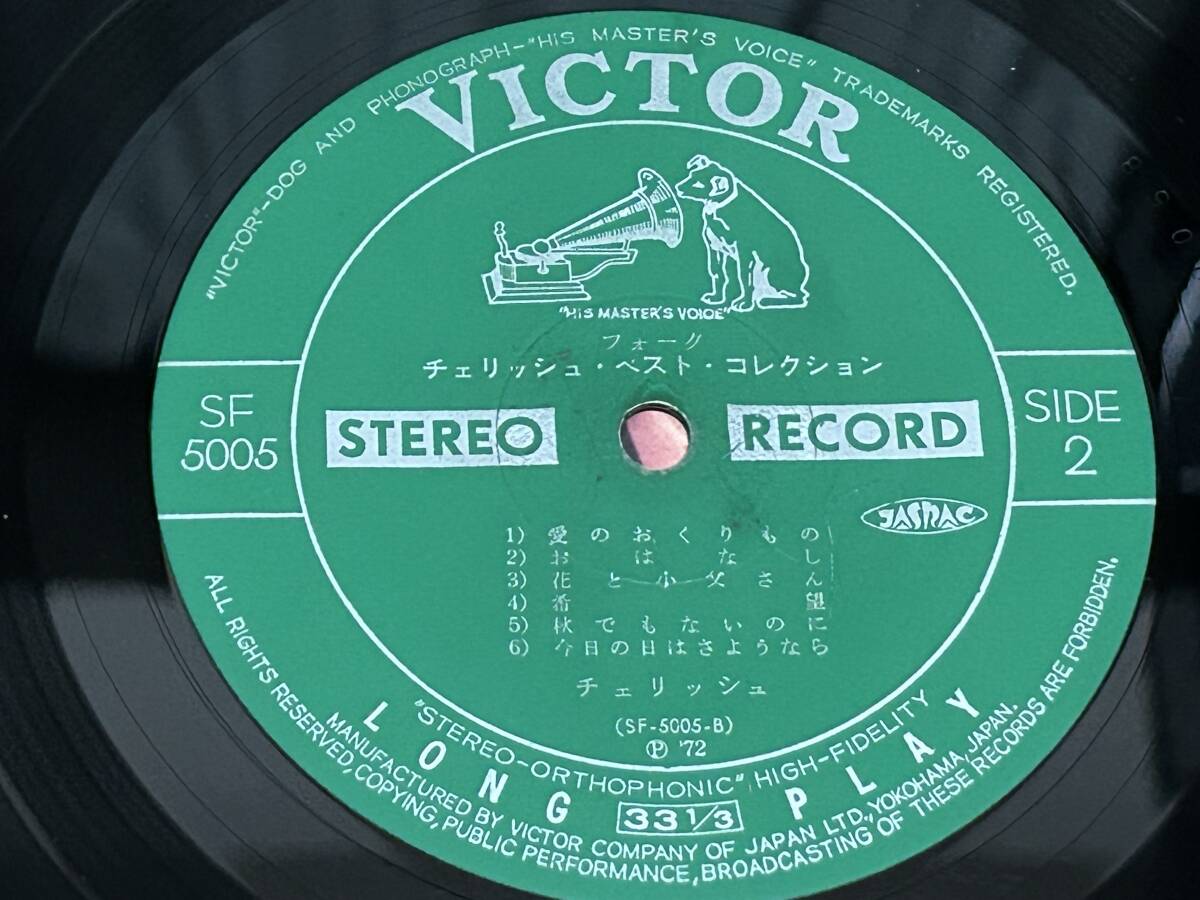 "VICTOR"–DOG AND PHONOGRAPH–"HIS MASTER'S VOICE" TRADEMARKS REGISTERED.
VICTOR
"HIS MASTER'S VOICE"
フォーク
チェリッシュ・ベスト・コレクション
SF
5005
STEREO
RECORD
SIDE
2
JASRAC
1) 愛のおくりもの
2) おはなし
3) 花と小父さん
4) 希望
5) 秋でもないのに
6) 今日の日はさようなら
チェリッシュ
(SF-5005-B)
Ⓟ '72
"STEREO-ORTHOPHONIC" HIGH-FIDELITY
LONG PLAY
33 1/3
MANUFACTURED BY VICTOR COMPANY OF JAPAN LTD., YOKOHAMA, JAPAN.
ALL RIGHTS RESERVED, COPYING, PUBLIC PERFORMANCE, BROADCASTING OF THESE RECORDS ARE FORBIDDEN.